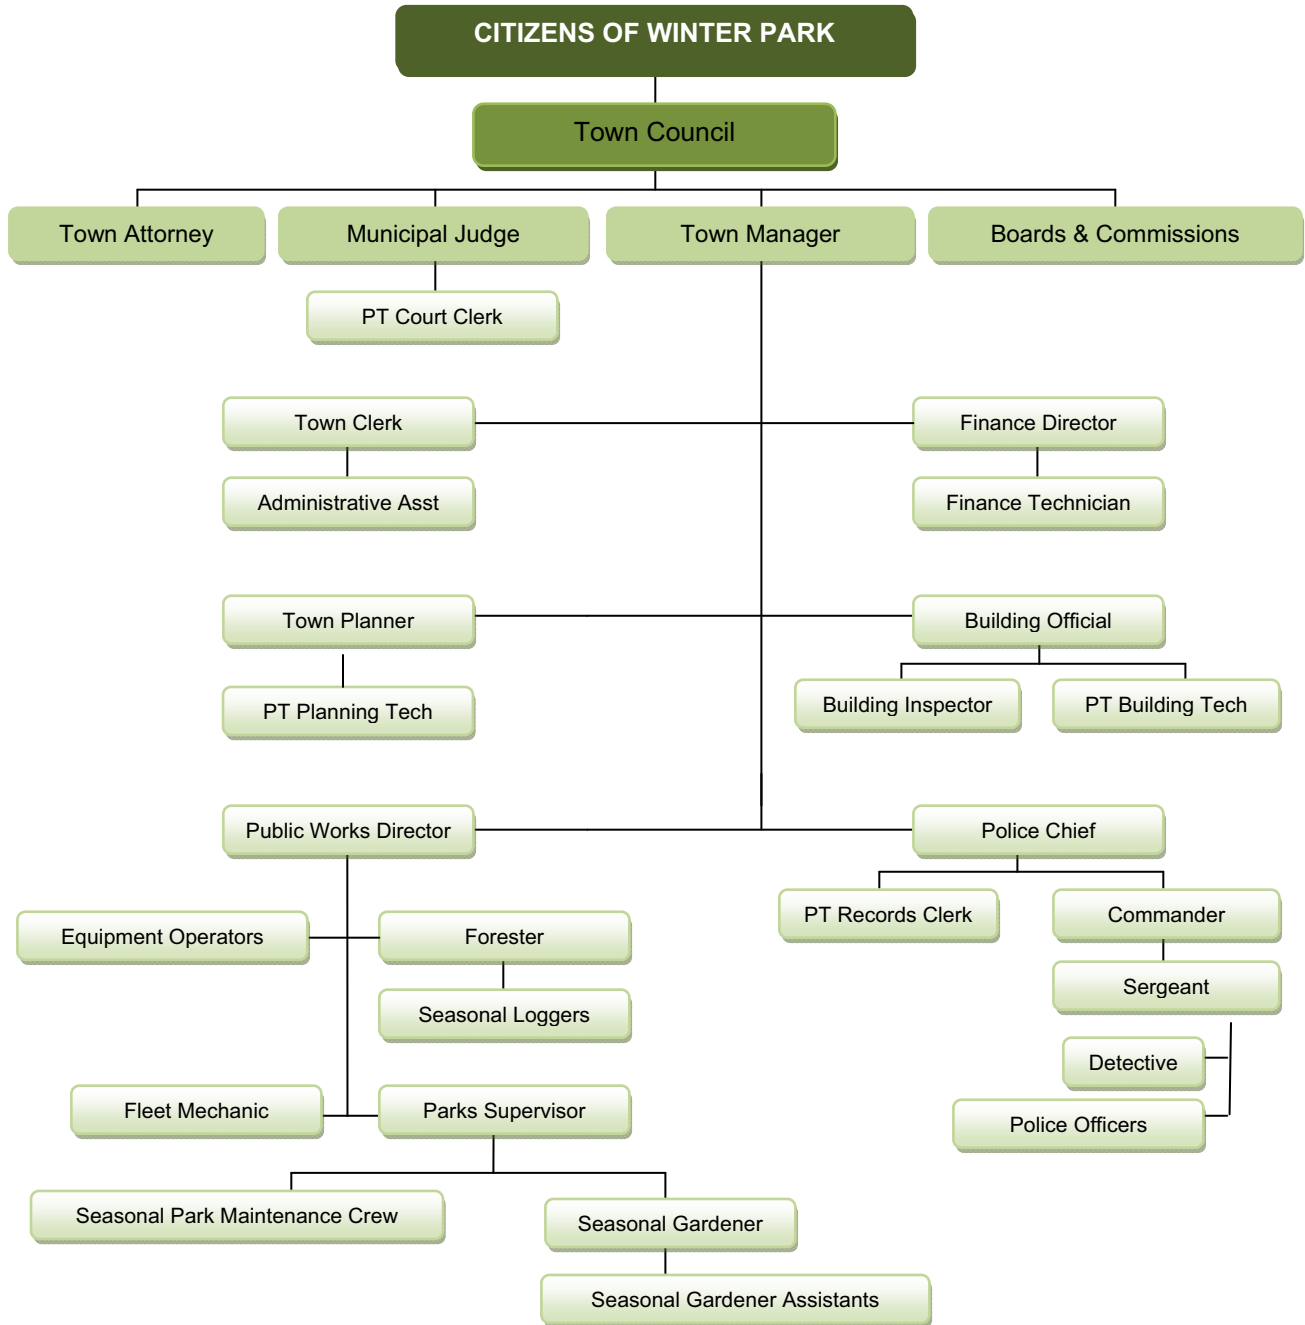 CITIZENS OF WINTER PARK
Town Council
Town Attorney
Municipal Judge
Town Manager
Boards & Commissions
PT Court Clerk
Town Clerk
Finance Director
Administrative Asst
Finance Technician
Town Planner
Building Official
PT Planning Tech
Building Inspector
PT Building Tech
Public Works Director
Police Chief
Equipment Operators
Forester
PT Records Clerk
Commander
Seasonal Loggers
Sergeant
Detective
Fleet Mechanic
Parks Supervisor
Police Officers
Seasonal Park Maintenance Crew
Seasonal Gardener
Seasonal Gardener Assistants